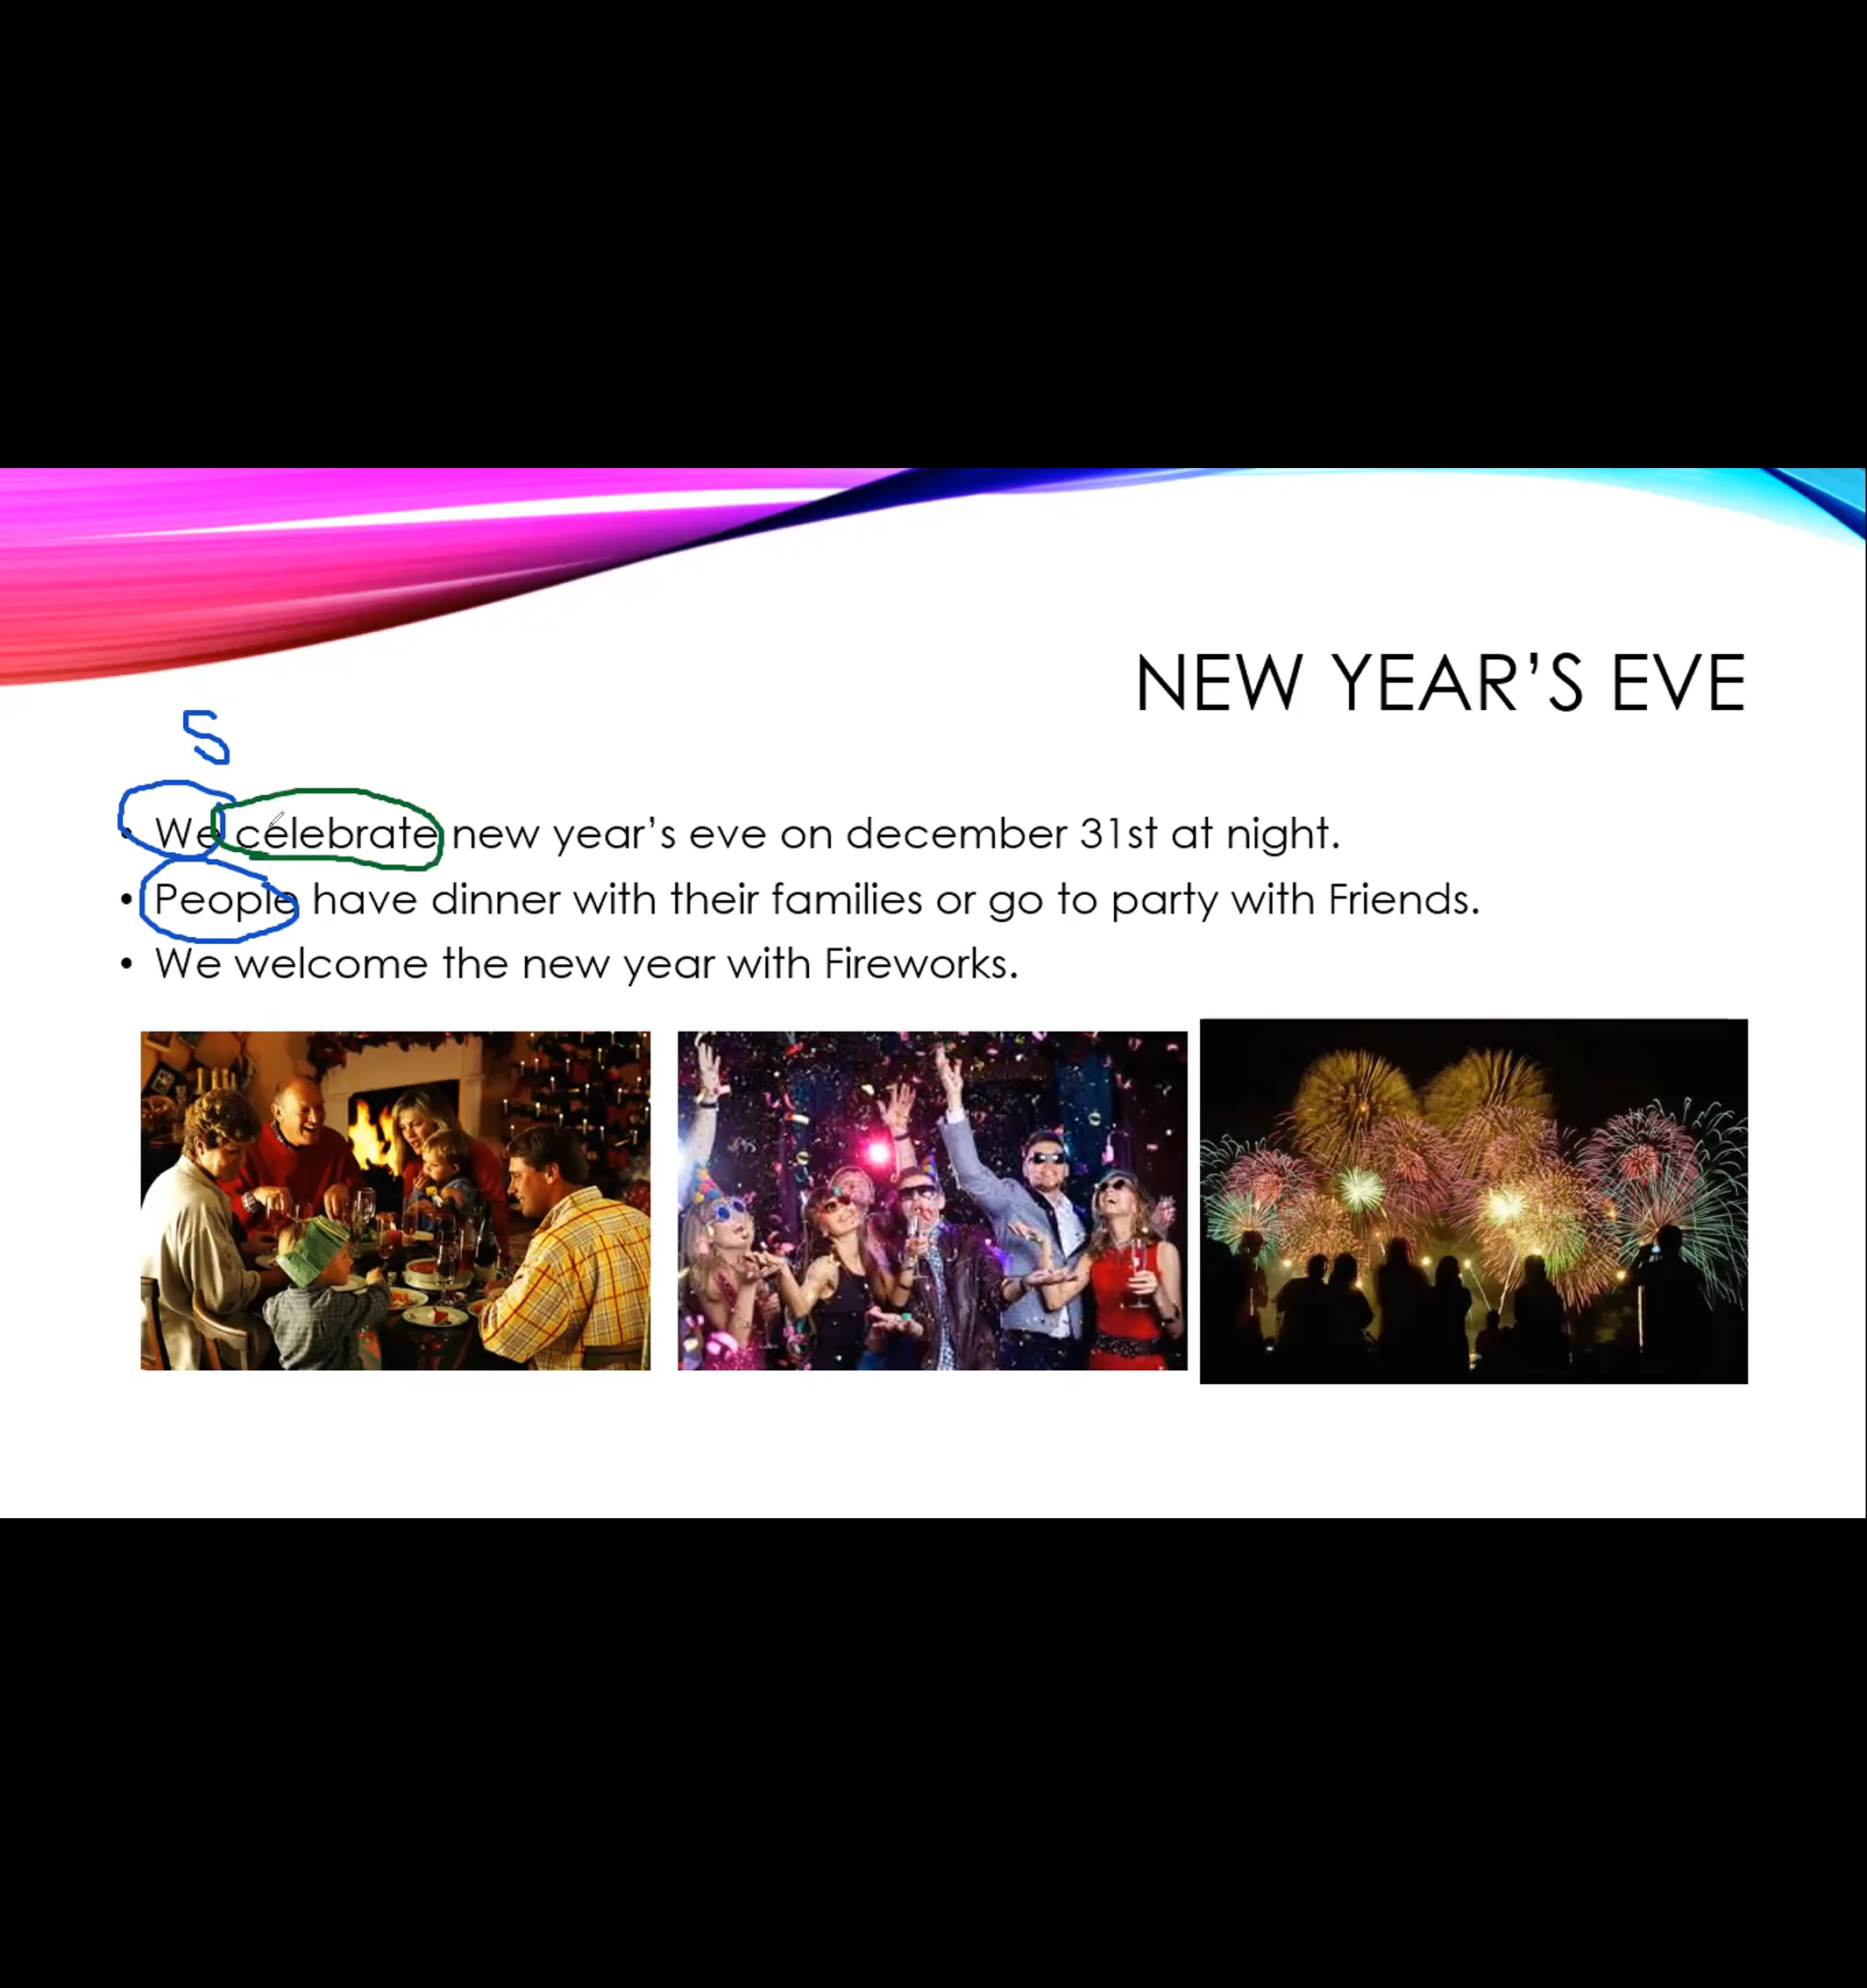 NEW YEAR'S EVE
S
• We celebrate new year's eve on december 31st at night.
• People have dinner with their families or go to party with Friends.
• We welcome the new year with Fireworks.